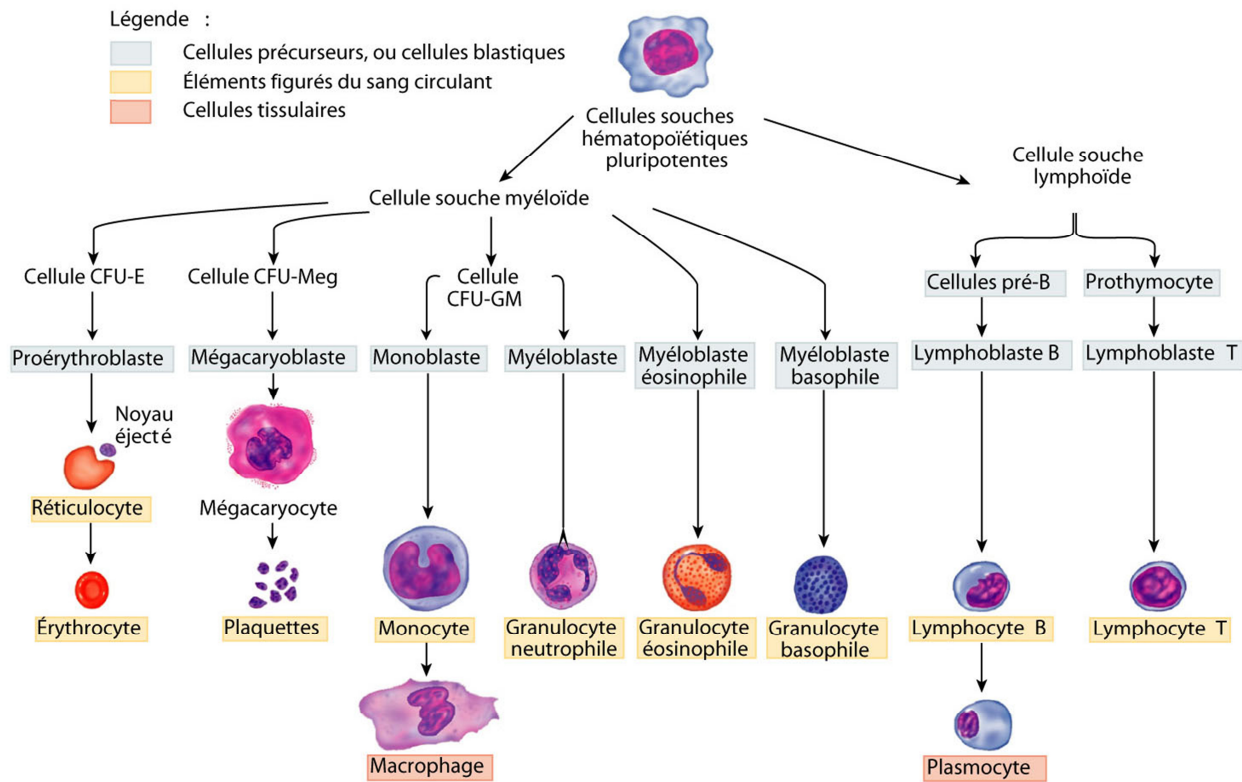 Légende :
Cellules précurseurs, ou cellules blastiques
Éléments figurés du sang circulant
Cellules tissulaires
Cellules souches
hématopoïétiques
pluripotentes
Cellule souche
lymphoïde
Cellule souche myéloïde
Cellule CFU-E
Cellule CFU-Meg
Cellule
CFU-GM
Cellules pré-B
Prothymocyte
Proérythroblaste
Mégacaryoblaste
Monoblaste
Myéloblaste
Myéloblaste
éosinophile
Myéloblaste
basophile
Lymphoblaste B
Lymphoblaste T
Noyau
éjecté
Réticulocyte
Mégacaryocyte
Érythrocyte
Plaquettes
Monocyte
Granulocyte
neutrophile
Granulocyte
éosinophile
Granulocyte
basophile
Lymphocyte B
Lymphocyte T
Macrophage
Plasmocyte